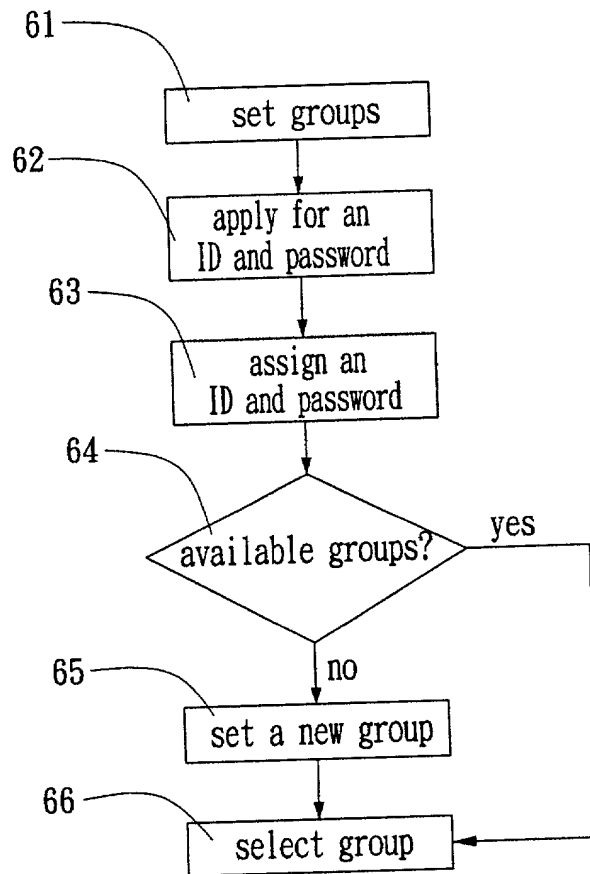 61
set groups
62
apply for an
ID and password
63
assign an
ID and password
64
available groups?
yes
no
65
set a new group
66
select group